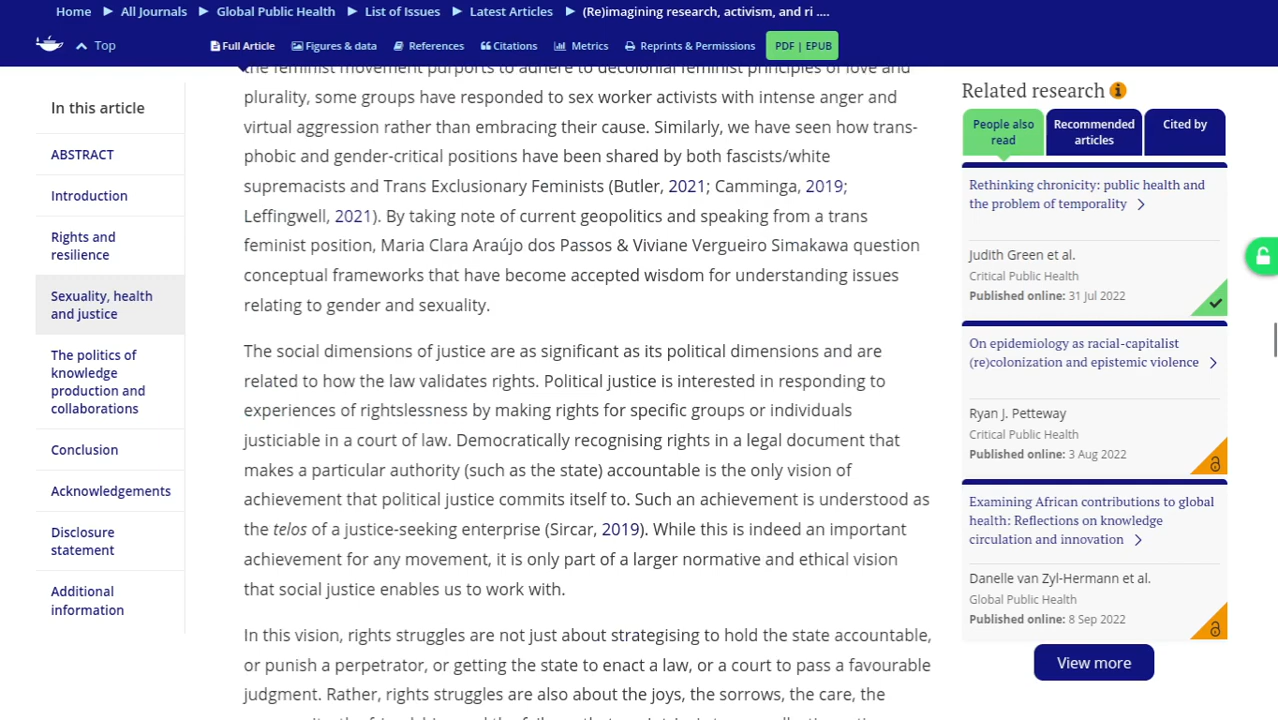 Home ▶ All Journals ▶ Global Public Health ▶ List of Issues ▶ Latest Articles ▶ (Re)imagining research, activism, and ri ....
Top
Full Article
Figures & data
References
Citations
Metrics
Reprints & Permissions
PDF | EPUB
In this article
ABSTRACT
Introduction
Rights and
resilience
Sexuality, health
and justice
The politics of
knowledge
production and
collaborations
Conclusion
Acknowledgements
Disclosure
statement
Additional
information
the feminist movement purports to adhere to decolonial feminist principles of love and
plurality, some groups have responded to sex worker activists with intense anger and
virtual aggression rather than embracing their cause. Similarly, we have seen how trans-
phobic and gender-critical positions have been shared by both fascists/white
supremacists and Trans Exclusionary Feminists (Butler, 2021; Camminga, 2019;
Leffingwell, 2021). By taking note of current geopolitics and speaking from a trans
feminist position, Maria Clara Araújo dos Passos & Viviane Vergueiro Simakawa question
conceptual frameworks that have become accepted wisdom for understanding issues
relating to gender and sexuality.
The social dimensions of justice are as significant as its political dimensions and are
related to how the law validates rights. Political justice is interested in responding to
experiences of rightslessness by making rights for specific groups or individuals
justiciable in a court of law. Democratically recognising rights in a legal document that
makes a particular authority (such as the state) accountable is the only vision of
achievement that political justice commits itself to. Such an achievement is understood as
the telos of a justice-seeking enterprise (Sircar, 2019). While this is indeed an important
achievement for any movement, it is only part of a larger normative and ethical vision
that social justice enables us to work with.
In this vision, rights struggles are not just about strategising to hold the state accountable,
or punish a perpetrator, or getting the state to enact a law, or a court to pass a favourable
judgment. Rather, rights struggles are also about the joys, the sorrows, the care, the
Related research
People also
read
Recommended
articles
Cited by
Rethinking chronicity: public health and
the problem of temporality
Judith Green et al.
Critical Public Health
Published online: 31 Jul 2022
On epidemiology as racial-capitalist
(re)colonization and epistemic violence
Ryan J. Petteway
Critical Public Health
Published online: 3 Aug 2022
Examining African contributions to global
health: Reflections on knowledge
circulation and innovation
Danelle van Zyl-Hermann et al.
Global Public Health
Published online: 8 Sep 2022
View more